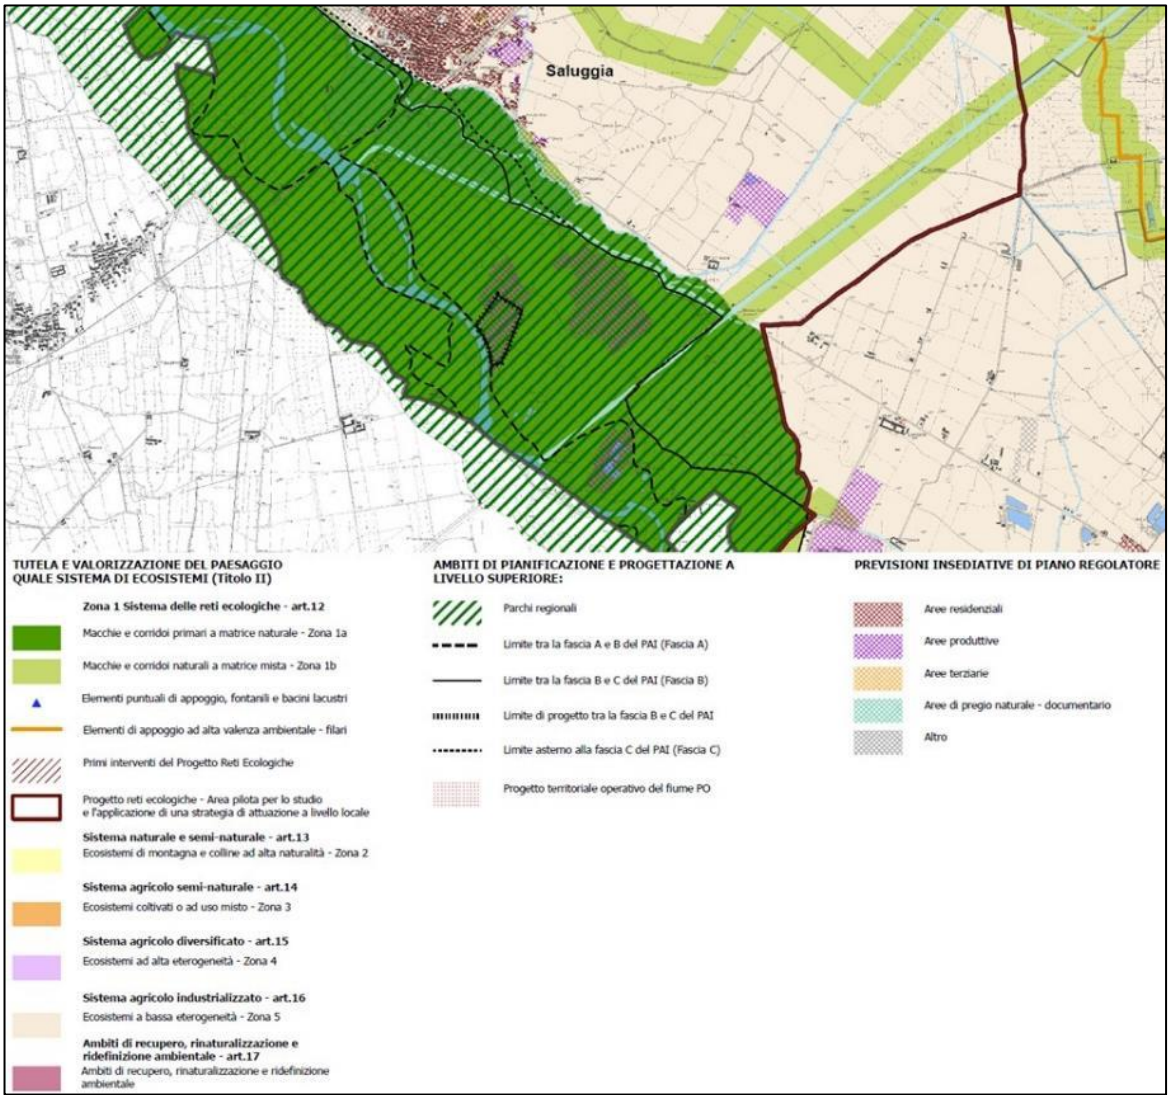 Saluggia
TUTELA E VALORIZZAZIONE DEL PAESAGGIO
QUALE SISTEMA DI ECOSISTEMI (Titolo II)
Zona 1 Sistema delle reti ecologiche - art.12
Macchie e corridoi primari a matrice naturale - Zona 1a
Macchie e corridoi naturali a matrice mista - Zona 1b
Elementi puntuali di appoggio, fontanili e bacini lacustri
Elementi di appoggio ad alta valenza ambientale - filari
Primi interventi del Progetto Reti Ecologiche
Progetto reti ecologiche - Area pilota per lo studio
e l'applicazione di una strategia di attuazione a livello locale
Sistema naturale e semi-naturale - art.13
Ecosistemi di montagna e colline ad alta naturalità - Zona 2
Sistema agricolo semi-naturale - art.14
Ecosistemi coltivati o ad uso misto - Zona 3
Sistema agricolo diversificato - art.15
Ecosistemi ad alta eterogeneità - Zona 4
Sistema agricolo industrializzato - art.16
Ecosistemi a bassa eterogeneità - Zona 5
Ambiti di recupero, rinaturalizzazione e
ridefinizione ambientale - art.17
Ambiti di recupero, rinaturalizzazione e ridefinizione
ambientale
AMBITI DI PIANIFICAZIONE E PROGETTAZIONE A
LIVELLO SUPERIORE:
Parchi regionali
Limite tra la fascia A e B del PAI (Fascia A)
Limite tra la fascia B e C del PAI (Fascia B)
Limite di progetto tra la fascia B e C del PAI
Limite asterno alla fascia C del PAI (Fascia C)
Progetto territoriale operativo del fiume PO
PREVISIONI INSEDIATIVE DI PIANO REGOLATORE
Aree residenziali
Aree produttive
Aree terziarie
Aree di pregio naturale - documentario
Altro